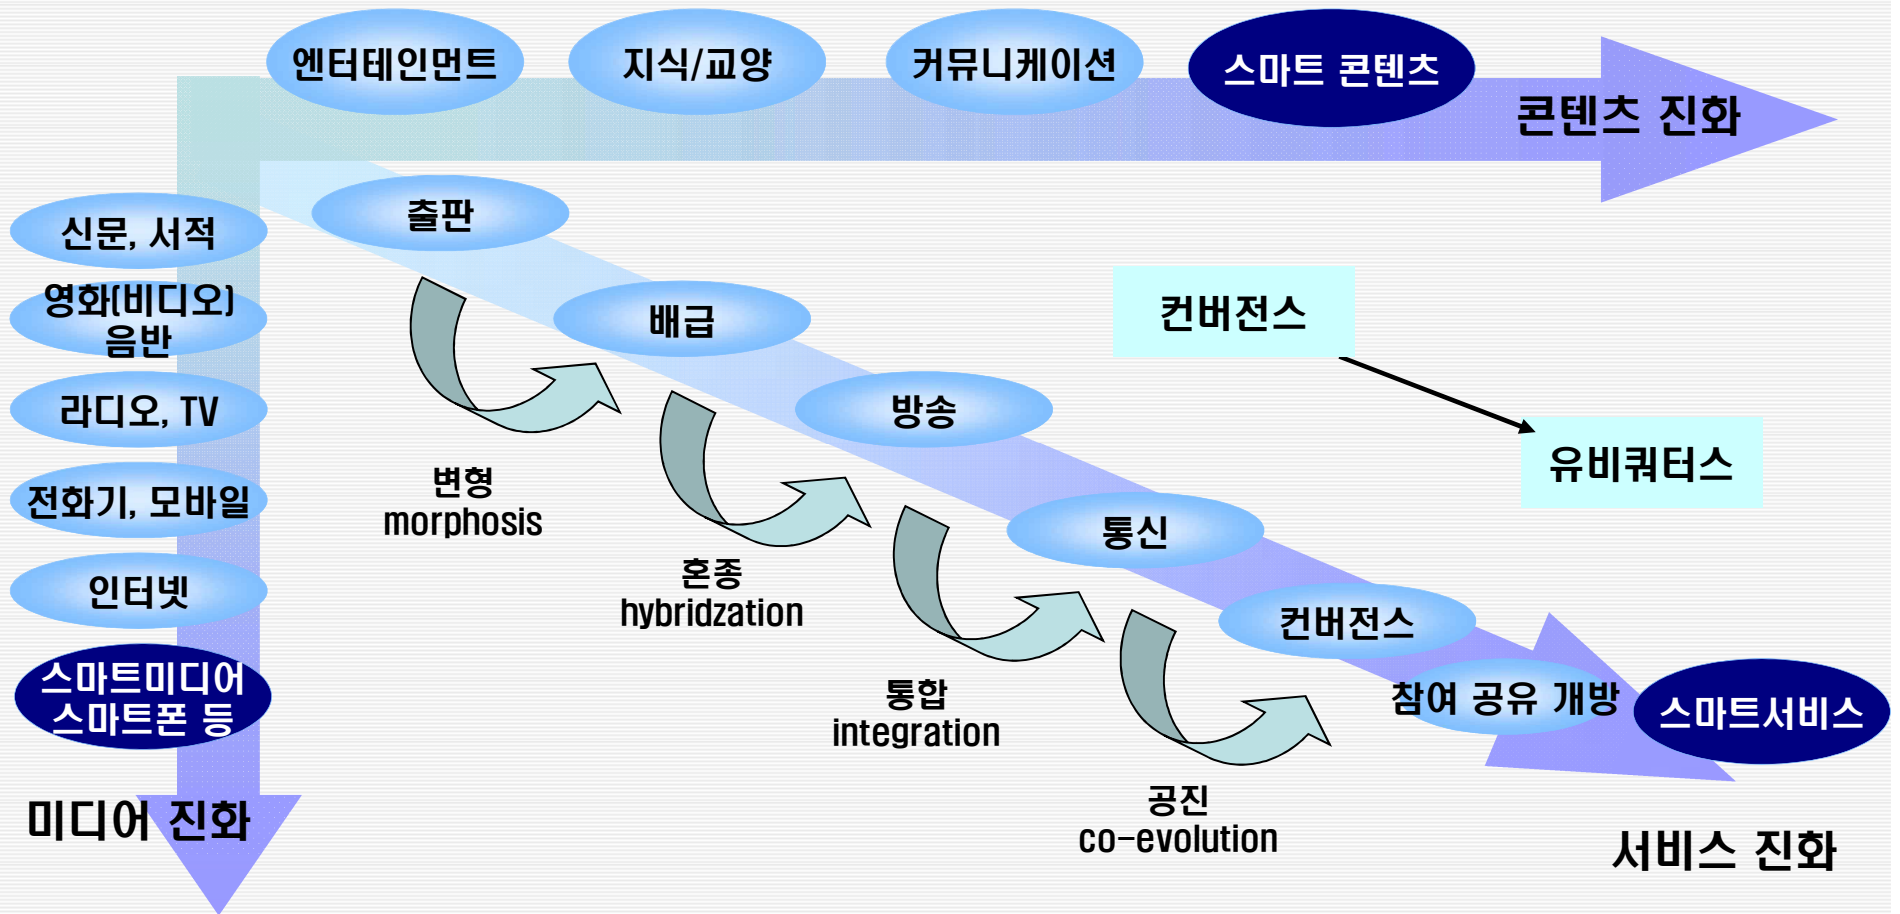 엔터테인먼트
지식/교양
커뮤니케이션
스마트 콘텐츠
콘텐츠 진화
신문, 서적
영화(비디오)
음반
라디오, TV
전화기, 모바일
인터넷
스마트미디어
스마트폰 등
미디어 진화
출판
배급
방송
통신
컨버전스
참여 공유 개방
스마트서비스
서비스 진화
변형
morphosis
혼종
hybridzation
통합
integration
공진
co-evolution
컨버전스
유비쿼터스